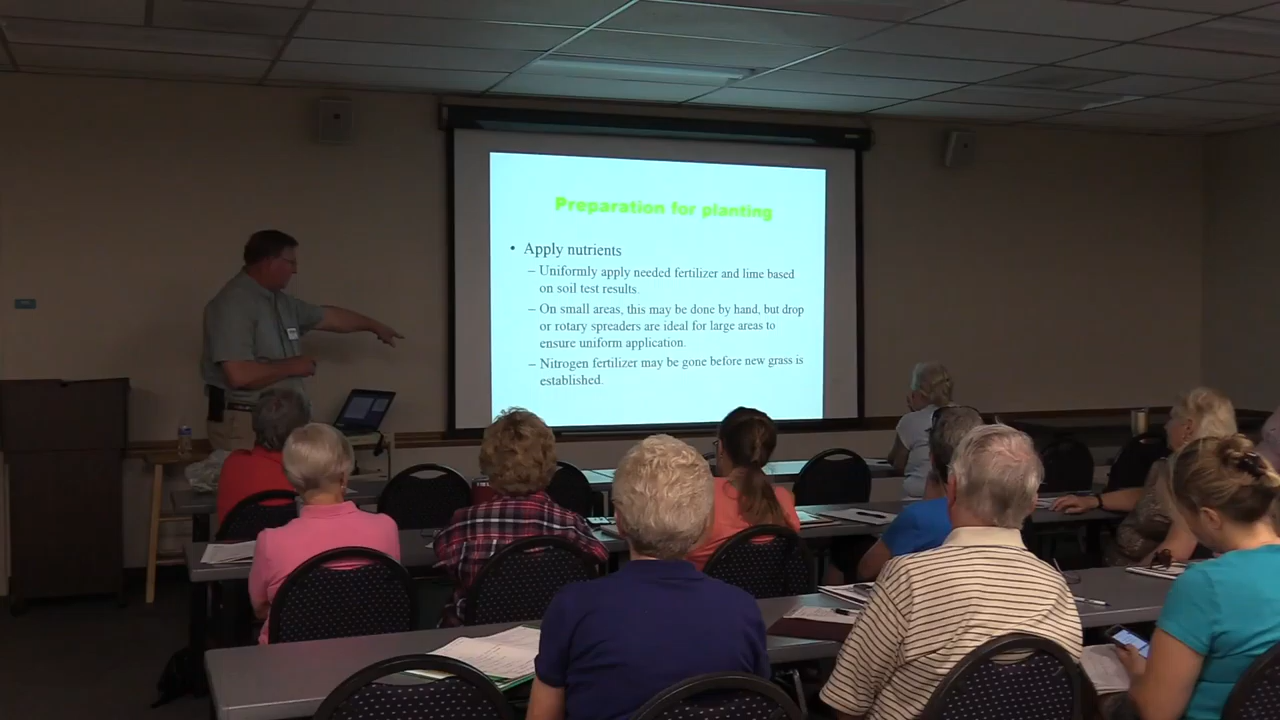 Preparation for planting
• Apply nutrients
– Uniformly apply needed fertilizer and lime based
on soil test results.
– On small areas, this may be done by hand, but drop
or rotary spreaders are ideal for large areas to
ensure uniform application.
– Nitrogen fertilizer may be gone before new grass is
established.